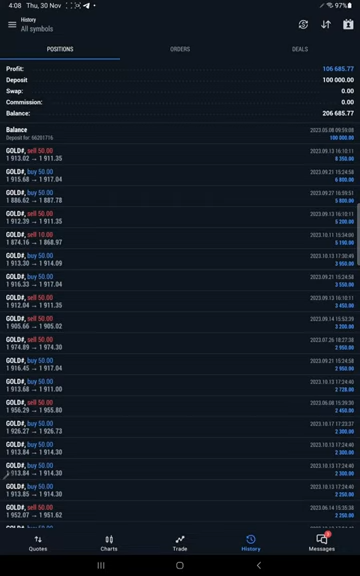 4:08 Thu, 30 Nov 97%
History
All symbols
POSITIONS ORDERS DEALS
Profit: 106 685.77
Deposit 100 000.00
Swap: 0.00
Commission: 0.00
Balance: 206 685.77
Balance 2023.03.08 09:59:08
Deposit for: 66201716 100 000.00
GOLD#, sell 50.00 2023.09.13 16:10:11
1 913.02 → 1 911.35 8 350.00
GOLD#, buy 50.00 2023.09.21 15:24:58
1 915.68 → 1 917.04 6 800.00
GOLD#, buy 50.00 2023.09.27 16:59:51
1 886.62 → 1 887.78 5 800.00
GOLD#, sell 50.00 2023.09.13 16:10:11
1 912.39 → 1 911.35 5 200.00
GOLD#, sell 10.00 2023.10.11 15:34:00
1 874.16 → 1 868.97 5 190.00
GOLD#, buy 50.00 2023.10.13 17:30:49
1 913.30 → 1 914.09 3 950.00
GOLD#, buy 50.00 2023.09.21 15:24:58
1 916.33 → 1 917.04 3 550.00
GOLD#, sell 50.00 2023.09.13 16:10:11
1 912.04 → 1 911.35 3 450.00
GOLD#, sell 50.00 2023.09.14 15:53:39
1 905.66 → 1 905.02 3 200.00
GOLD#, sell 50.00 2023.07.26 18:27:38
1 974.89 → 1 974.30 2 950.00
GOLD#, buy 50.00 2023.09.21 15:24:58
1 916.45 → 1 917.04 2 950.00
GOLD#, buy 50.00 2023.10.13 17:24:40
1 913.68 → 1 911.00 2 728.00
GOLD#, sell 50.00 2023.06.08 15:39:30
1 956.29 → 1 955.80 2 450.00
GOLD#, buy 50.00 2023.10.17 17:23:37
1 926.27 → 1 926.73 2 300.00
GOLD#, buy 50.00 2023.10.13 17:24:40
1 913.84 → 1 914.30 2 300.00
GOLD#, buy 50.00 2023.10.13 17:24:40
1 913.84 → 1 914.30 2 300.00
GOLD#, buy 50.00 2023.10.13 17:24:40
1 913.85 → 1 914.30 2 250.00
GOLD#, sell 50.00 2023.06.14 15:35:38
1 952.07 → 1 951.62 2 250.00
GOLD#, buy 50.00
Quotes Charts Trade History Messages